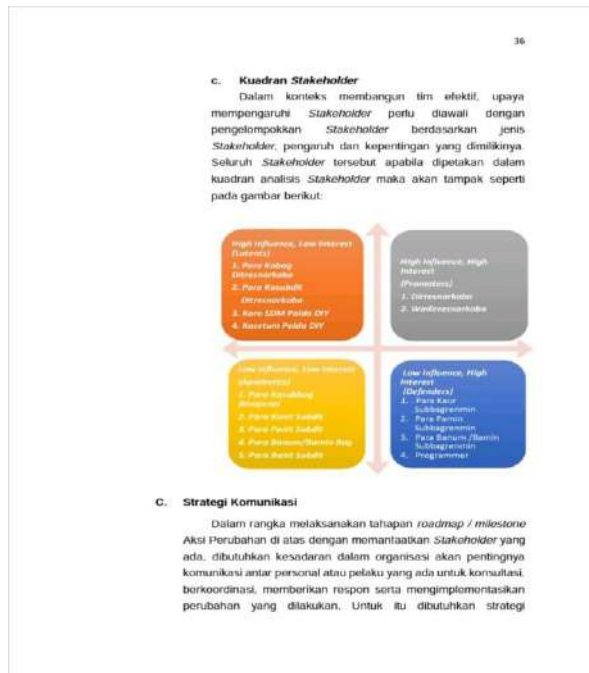 36
c. Kuadran Stakeholder
Dalam konteks membangun tim efektif, upaya
mempengaruhi Stakeholder perlu diawali dengan
pengelompokkan Stakeholder berdasarkan jenis
Stakeholder, pengaruh dan kepentingan yang dimilikinya.
Seluruh Stakeholder tersebut apabila dipetakan dalam
kuadran analisis Stakeholder maka akan tampak seperti
pada gambar berikut:
High Influence, Low Interest
(Latents)
1. Para Kabag
Ditresnarkoba
2. Para Kasubdit
Ditresnarkoba
3. Karo SDM Polda DIY
4. Kasetum Polda DIY
High Influence, High
Interest
(Promoters)
1. Dirresnarkoba
2. Wadirresnarkoba
Low Influence, Low Interest
(Apathetics)
1. Para Kasubbag
2. Para Kanit Subdit
3. Para Panit Subdit
4. Para Banum/Bamin Bag
5. Para Banit Subdit
Low Influence, High
Interest
(Defenders)
1. Para Kaur
Subbagrenmin
2. Para Pamin
Subbagrenmin
3. Para Banum /Bamin
Subbagrenmin
4. Programmer
C. Strategi Komunikasi
Dalam rangka melaksanakan tahapan roadmap / milestone
Aksi Perubahan di atas dengan memanfaatkan Stakeholder yang
ada, dibutuhkan kesadaran dalam organisasi akan pentingnya
komunikasi antar personal atau pelaku yang ada untuk konsultasi,
berkoordinasi, memberikan respon serta mengimplementasikan
perubahan yang dilakukan. Untuk itu dibutuhkan strategi